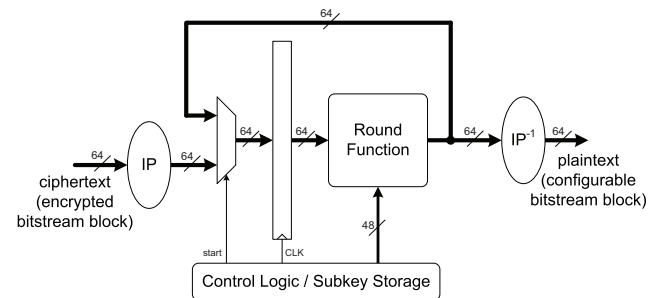 64
64
IP
64
64
64
Round
Function
64
IP-1
64
ciphertext
(encrypted
bitstream block)
plaintext
(configurable
bitstream block)
48
start
CLK
Control Logic / Subkey Storage